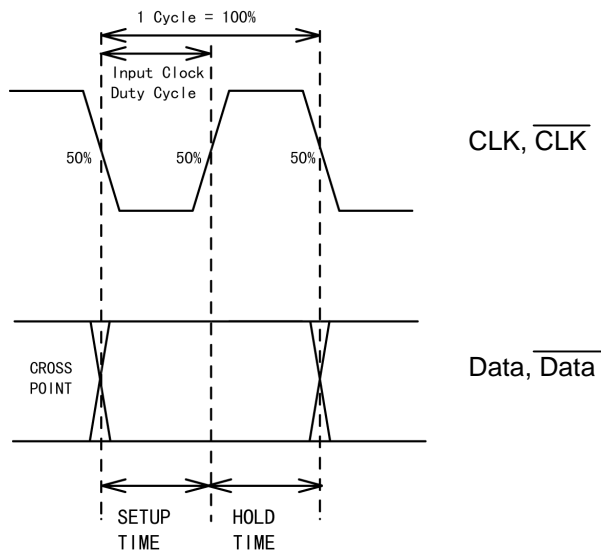 1 Cycle = 100%
Input Clock
Duty Cycle
50%
50%
50%
CLK, CLK
CROSS
POINT
Data, Data
SETUP
TIME
HOLD
TIME